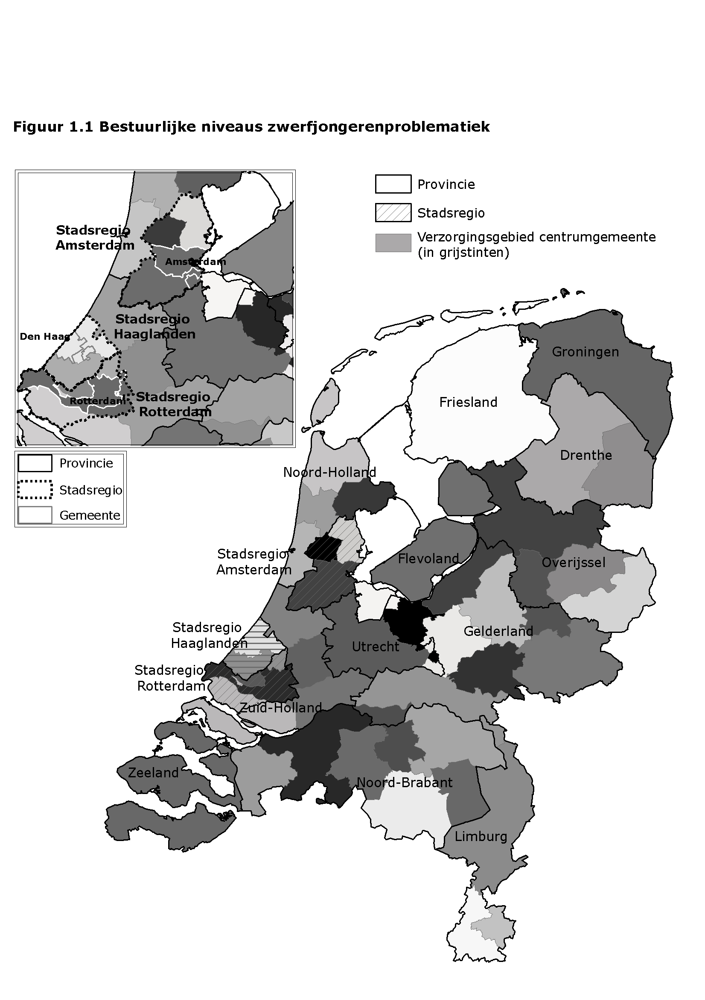 Figuur 1.1 Bestuurlijke niveaus zwerfjongerenproblematiek
Provincie
Stadsregio
Verzorgingsgebied centrumgemeente
(in grijstinten)
Stadsregio
Amsterdam
Amsterdam
Stadsregio
Haaglanden
Den Haag
Stadsregio
Rotterdam
Rotterdam
Provincie
Stadsregio
Gemeente
Groningen
Friesland
Drenthe
Noord-Holland
Stadsregio
Amsterdam
Flevoland
Overijssel
Stadsregio
Haaglanden
Gelderland
Utrecht
Stadsregio
Rotterdam
Zuid-Holland
Zeeland
Noord-Brabant
Limburg